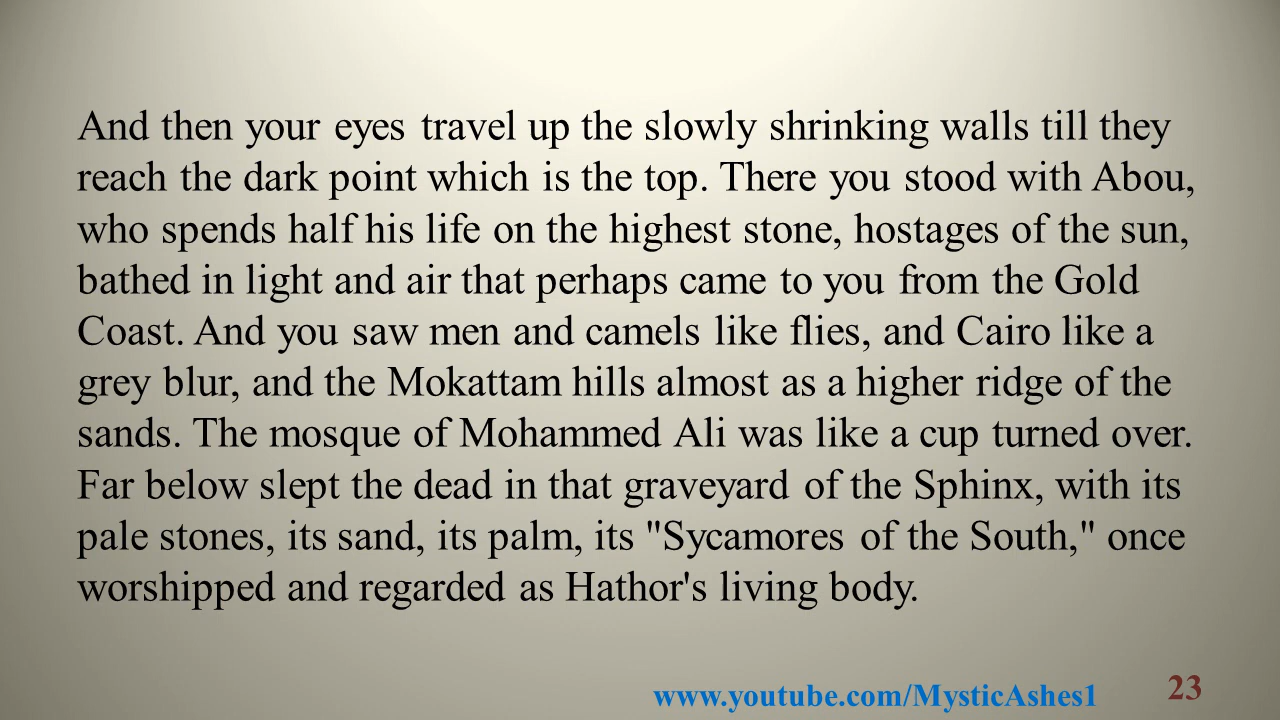 And then your eyes travel up the slowly shrinking walls till they
reach the dark point which is the top. There you stood with Abou,
who spends half his life on the highest stone, hostages of the sun,
bathed in light and air that perhaps came to you from the Gold
Coast. And you saw men and camels like flies, and Cairo like a
grey blur, and the Mokattam hills almost as a higher ridge of the
sands. The mosque of Mohammed Ali was like a cup turned over.
Far below slept the dead in that graveyard of the Sphinx, with its
pale stones, its sand, its palm, its "Sycamores of the South," once
worshipped and regarded as Hathor's living body.
www.youtube.com/MysticAshes1
23